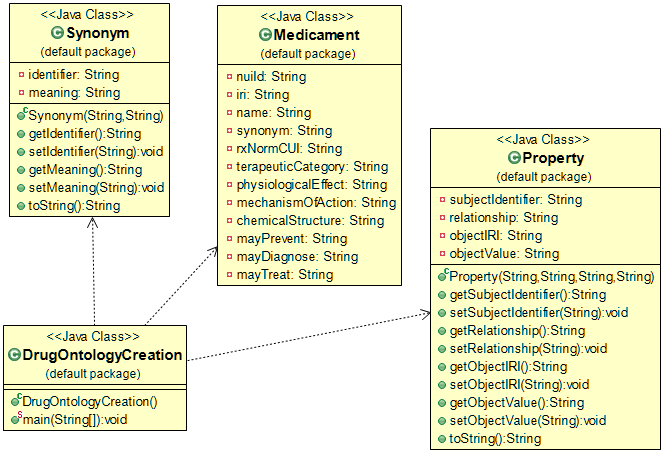 <<Java Class>>
Synonym
(default package)
identifier: String
meaning: String
Synonym(String,String)
getIdentifier():String
setIdentifier(String):void
getMeaning():String
setMeaning(String):void
toString():String
<<Java Class>>
Medicament
(default package)
nuiId: String
iri: String
name: String
synonym: String
rxNormCUI: String
terapeuticCategory: String
physiologicalEffect: String
mechanismOfAction: String
chemicalStructure: String
mayPrevent: String
mayDiagnose: String
mayTreat: String
<<Java Class>>
Property
(default package)
subjectIdentifier: String
relationship: String
objectIRI: String
objectValue: String
Property(String,String,String,String)
getSubjectIdentifier():String
setSubjectIdentifier(String):void
getRelationship():String
setRelationship(String):void
getObjectIRI():String
setObjectIRI(String):void
getObjectValue():String
setObjectValue(String):void
toString():String
<<Java Class>>
DrugOntologyCreation
(default package)
DrugOntologyCreation()
main(String[]):void